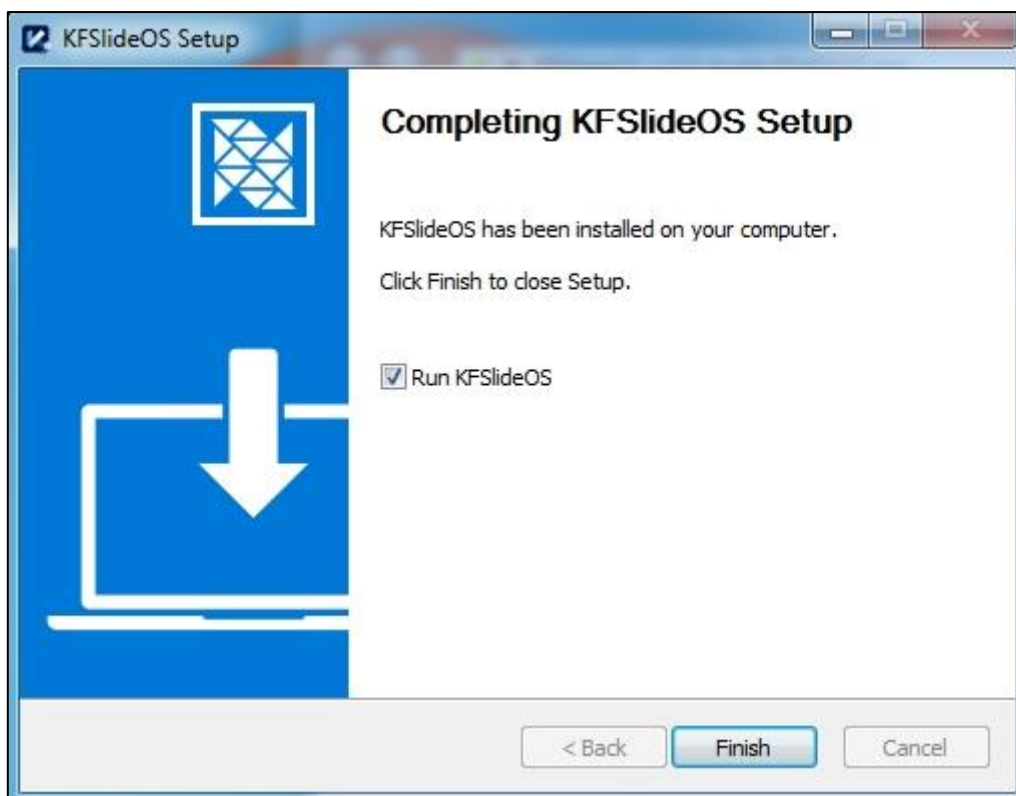 KFSlideOS Setup
Completing KFSlideOS Setup
KFSlideOS has been installed on your computer.
Click Finish to close Setup.
Run KFSlideOS
< Back
Finish
Cancel